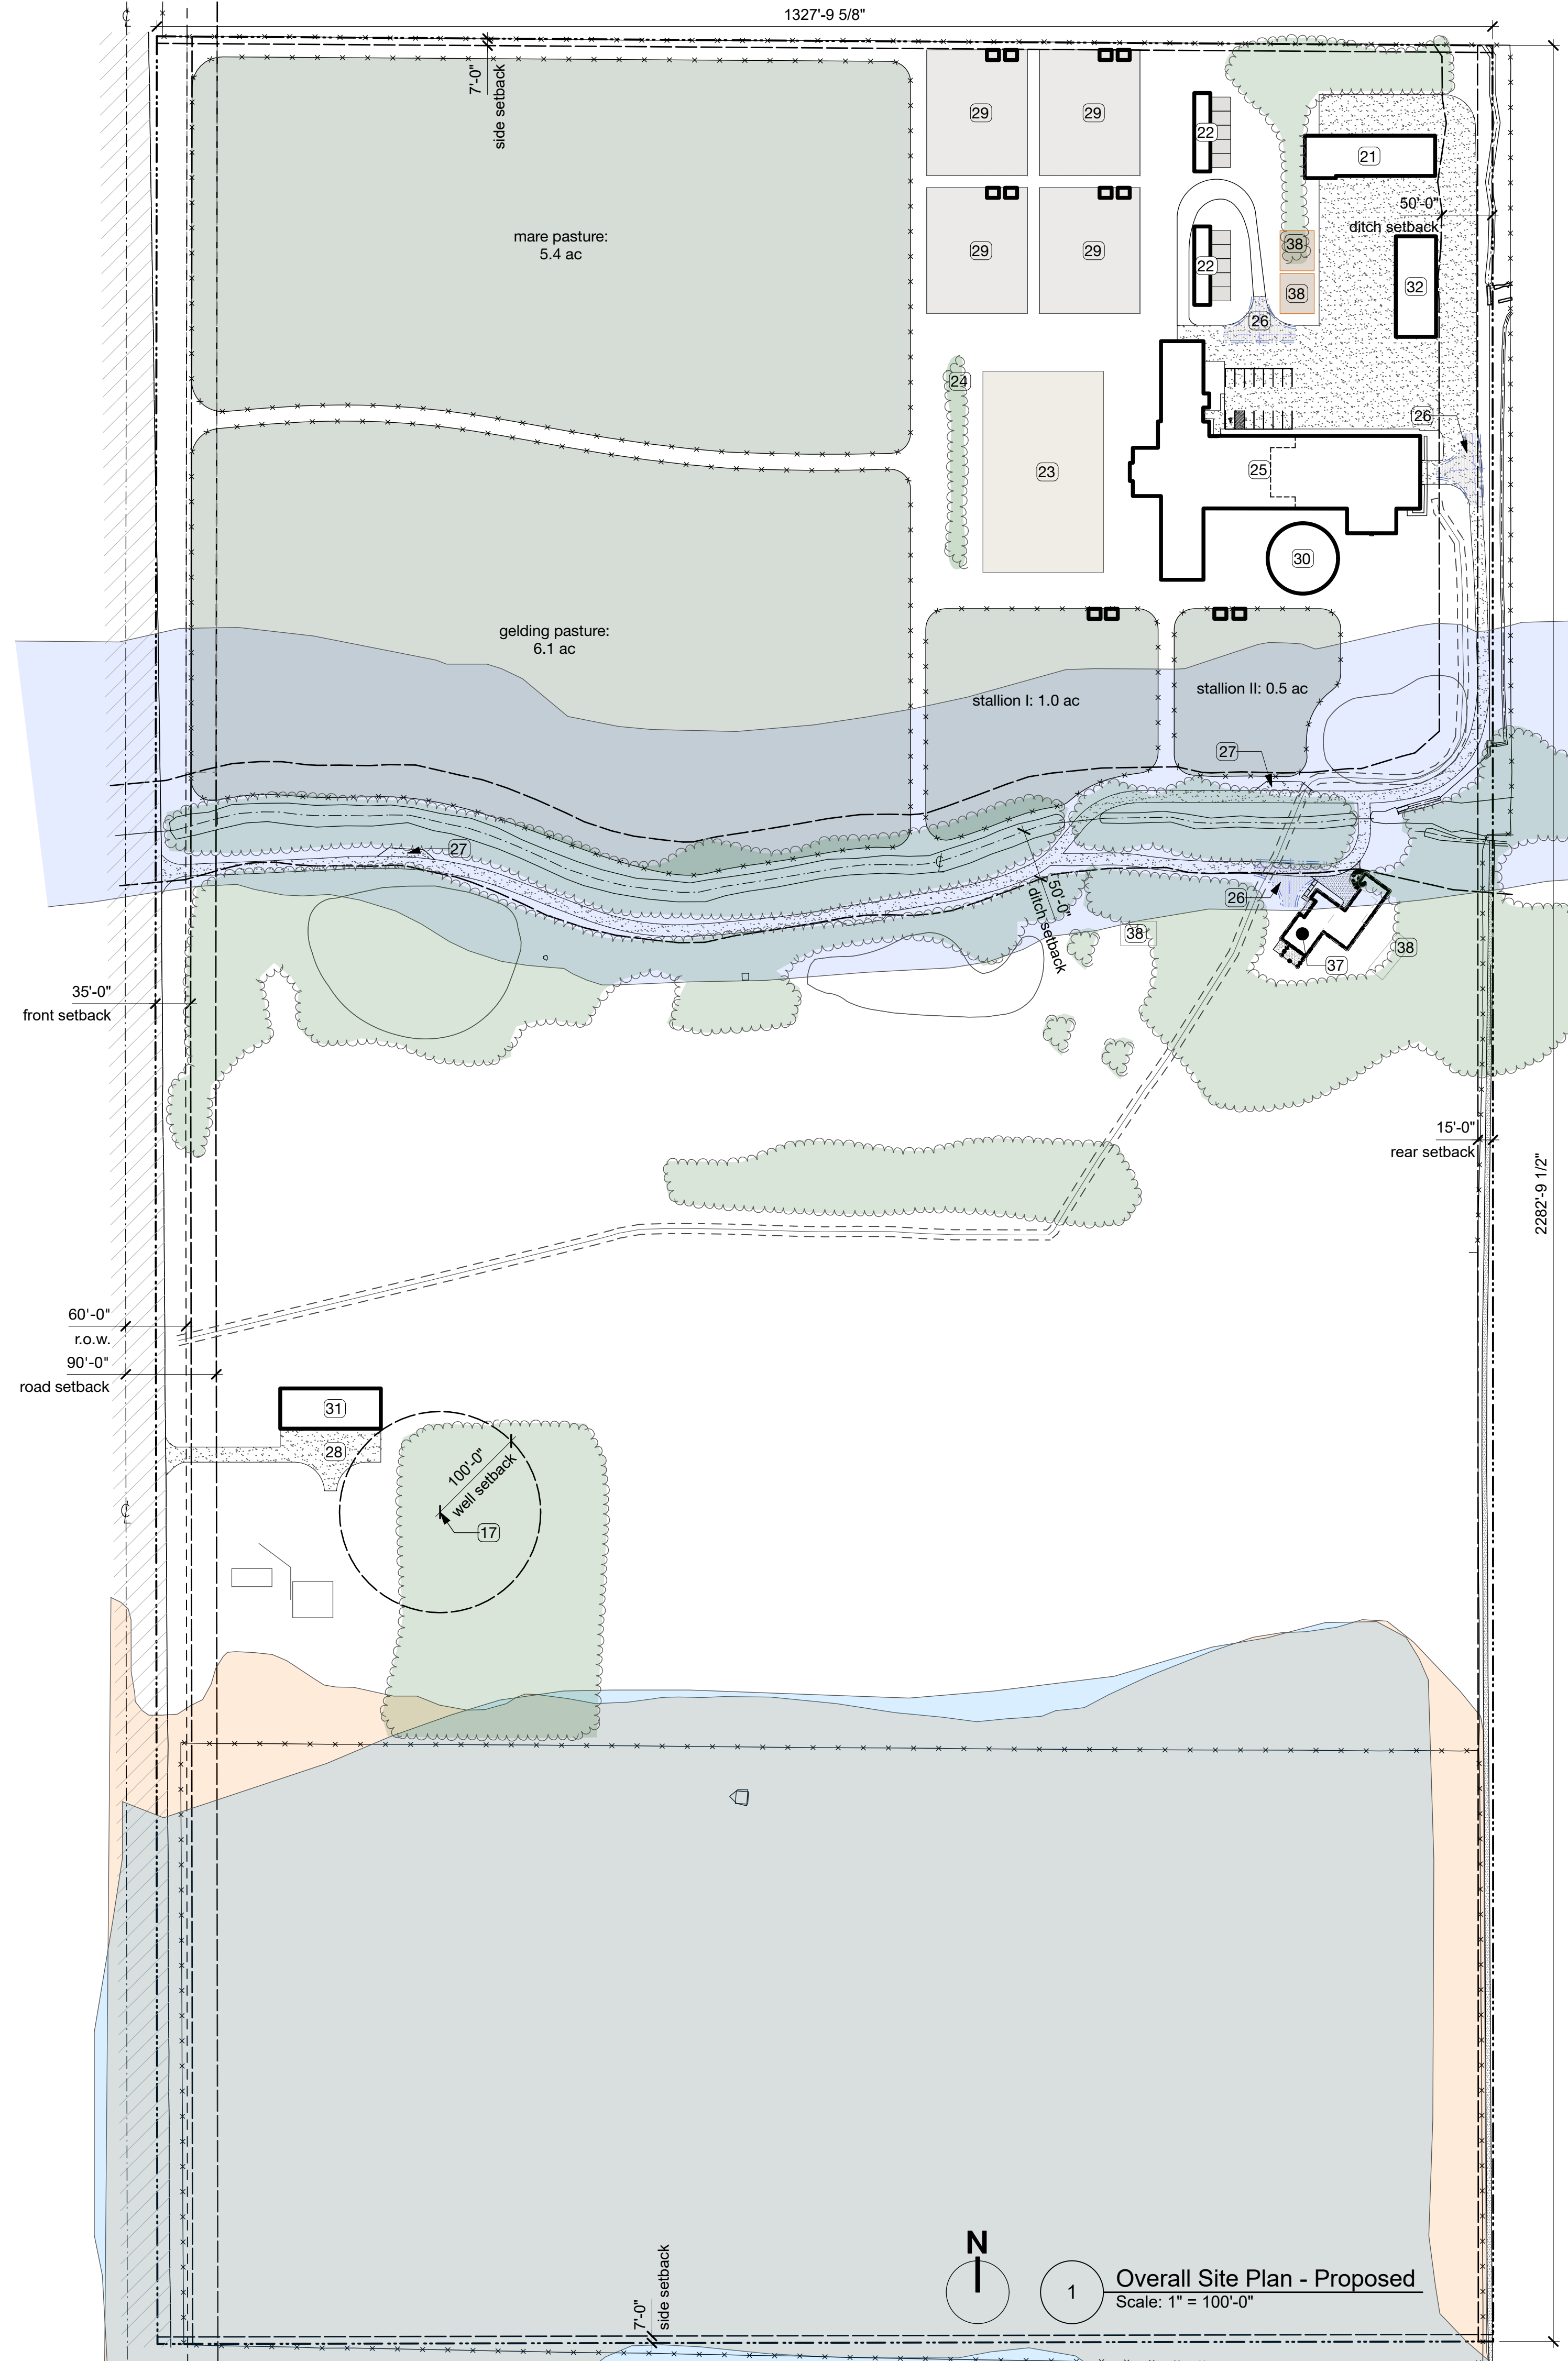 1327'-9 5/8"
7'-0"
side setback
29
29
22
21
50'-0"
ditch setback
mare pasture:
5.4 ac
29
29
22
38
38
32
26
24
26
23
25
30
gelding pasture:
6.1 ac
stallion I: 1.0 ac
stallion II: 0.5 ac
27
27
50'-0"
ditch setback
26
38
37
38
35'-0"
front setback
15'-0"
rear setback
2282'-9 1/2"
60'-0"
r.o.w.
90'-0"
road setback
31
28
100'-0"
well setback
17
N
1
Overall Site Plan - Proposed
Scale: 1" = 100'-0"
7'-0"
side setback